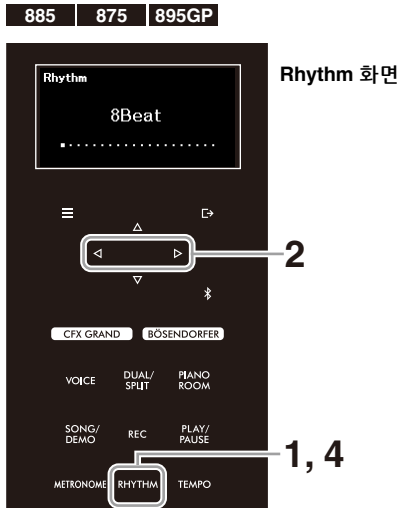 885 875 895GP
Rhythm
8Beat
Rhythm 화면
2
CFX GRAND BÖSENDORFER
VOICE DUAL/SPLIT PIANO ROOM
SONG/DEMO REC PLAY/PAUSE
METRONOME RHYTHM TEMPO
1, 4